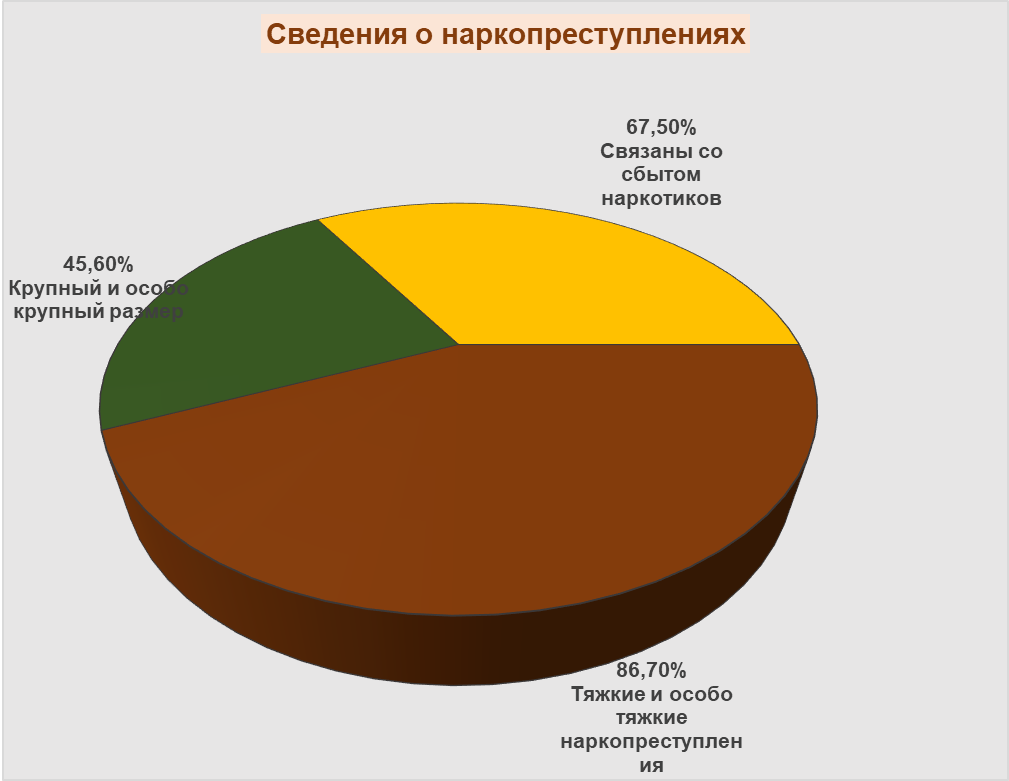 Сведения о наркопреступлениях
67,50%
Связаны со
сбытом
наркотиков
45,60%
Крупный и особо
крупный размер
86,70%
Тяжкие и особо
тяжкие
наркопреступлен
ия